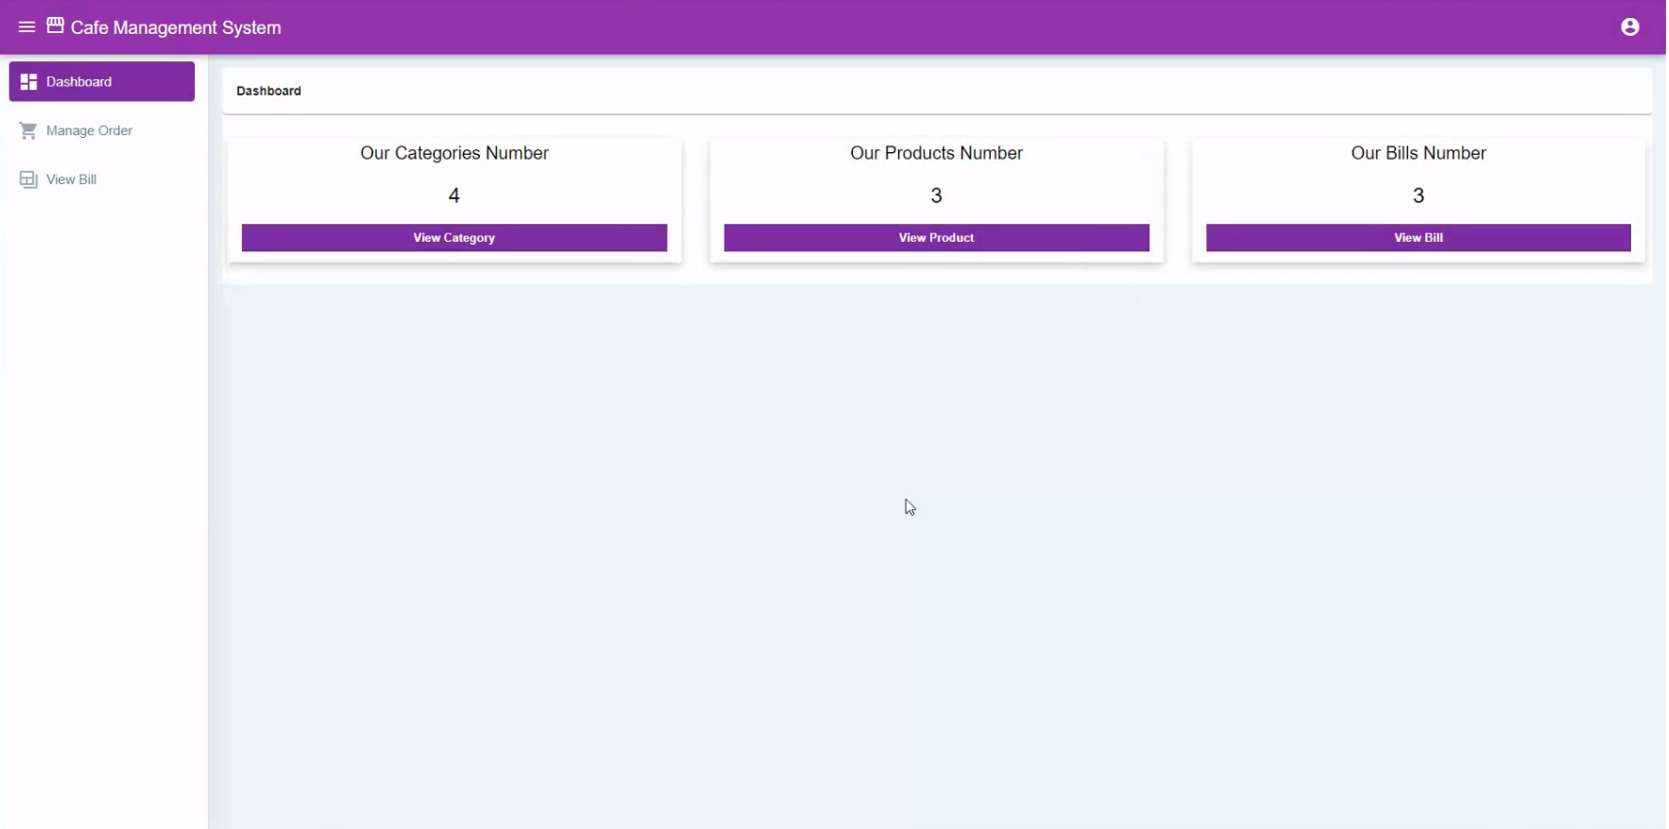 Cafe Management System
Dashboard
Manage Order
View Bill
Dashboard
Our Categories Number
4
View Category
Our Products Number
3
View Product
Our Bills Number
3
View Bill